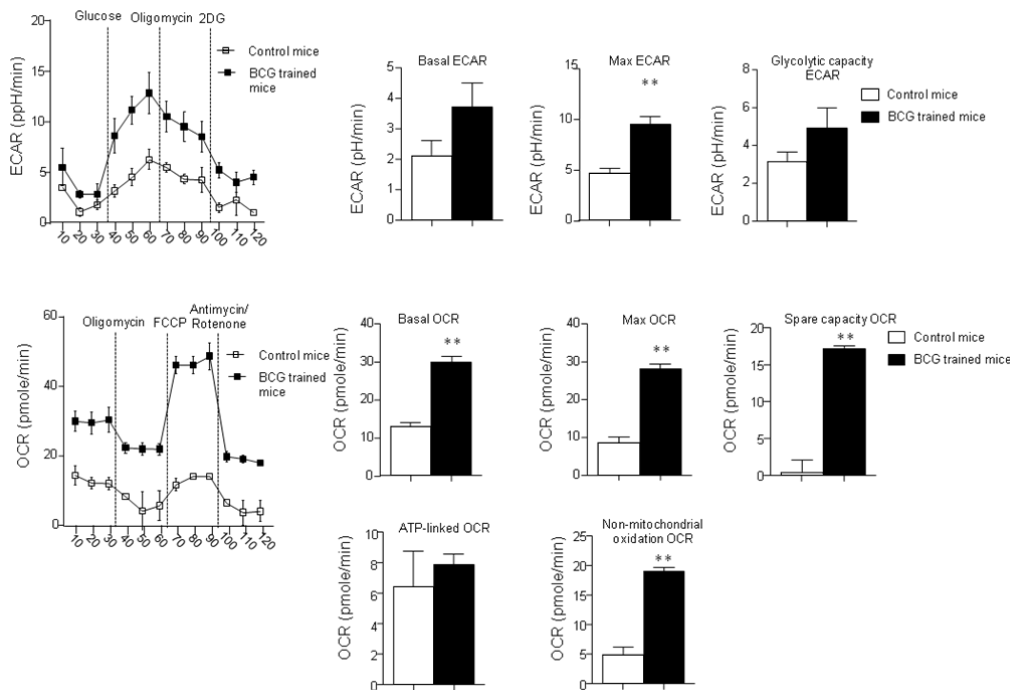 Glucose Oligomycin 2DG
20
15
10
5
0
ECAR (ppH/min)
Control mice
BCG trained
mice
10 20 30 40 50 60 70 80 90 100 110 120
Basal ECAR
5
4
3
2
1
0
ECAR (pH/min)
Max ECAR
**
15
10
5
0
ECAR (pH/min)
Glycolytic capacity
ECAR
8
6
4
2
0
ECAR (pH/min)
Control mice
BCG trained mice
Antimycin/
Oligomycin FCCP Rotenone
60
40
20
0
OCR (pmole/min)
Control mice
BCG trained
mice
10 20 30 40 50 60 70 80 90 100 110 120
Basal OCR
**
40
30
20
10
0
OCR (pmole/min)
Max OCR
**
40
30
20
10
0
OCR (pmole/min)
Spare capacity OCR
**
20
15
10
5
0
OCR (pmole/min)
Control mice
BCG trained mice
ATP-linked OCR
10
8
6
4
2
0
OCR (pmole/min)
Non-mitochondrial
oxidation OCR
**
25
20
15
10
5
0
OCR (pmole/min)